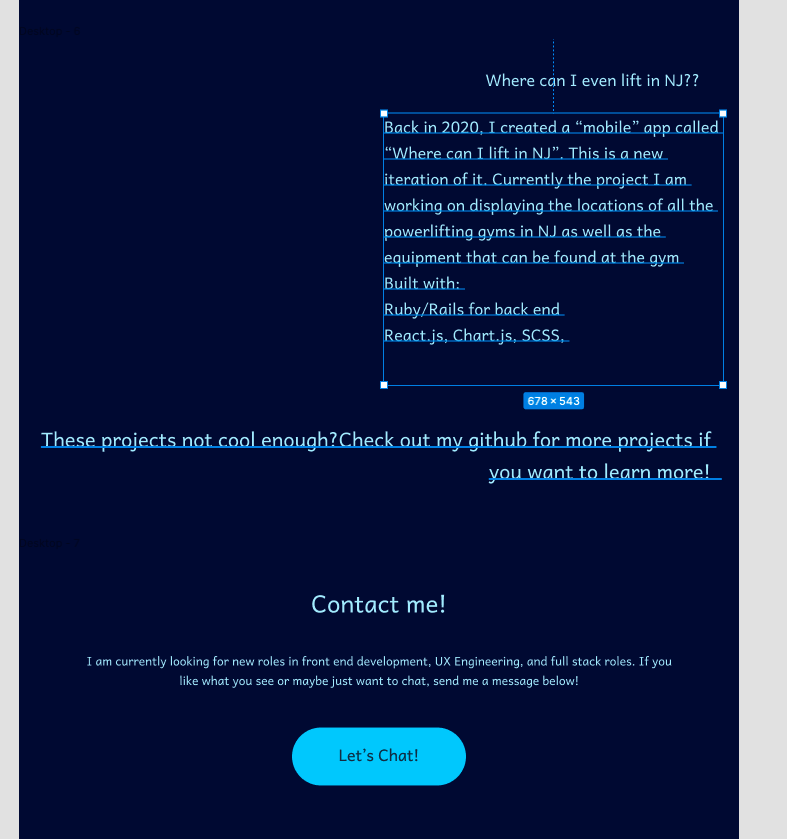 Where can I even lift in NJ??
Back in 2020, I created a “mobile” app called
“Where can I lift in NJ”. This is a new
iteration of it. Currently the project I am
working on displaying the locations of all the
powerlifting gyms in NJ as well as the
equipment that can be found at the gym
Built with:
Ruby/Rails for back end
React.js, Chart.js, SCSS,
678 × 543
These projects not cool enough?Check out my github for more projects if
you want to learn more!
Contact me!
I am currently looking for new roles in front end development, UX Engineering, and full stack roles. If you
like what you see or maybe just want to chat, send me a message below!
Let’s Chat!